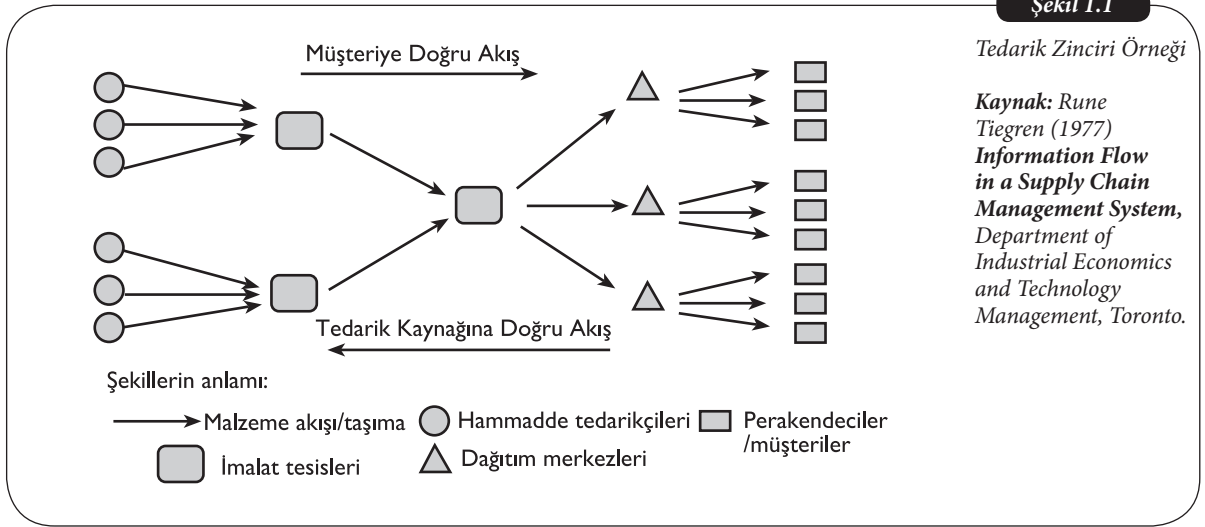 Şekil 1.1
Tedarik Zinciri Örneği
Kaynak: Rune
Tiegren (1977)
Information Flow
in a Supply Chain
Management System,
Department of
Industrial Economics
and Technology
Management, Toronto.
Müşteriye Doğru Akış
Tedarik Kaynağına Doğru Akış
Şekillerin anlamı:
Malzeme akışı/taşıma
Hammadde tedarikçileri
Perakendeciler
/müşteriler
İmalat tesisleri
Dağıtım merkezleri